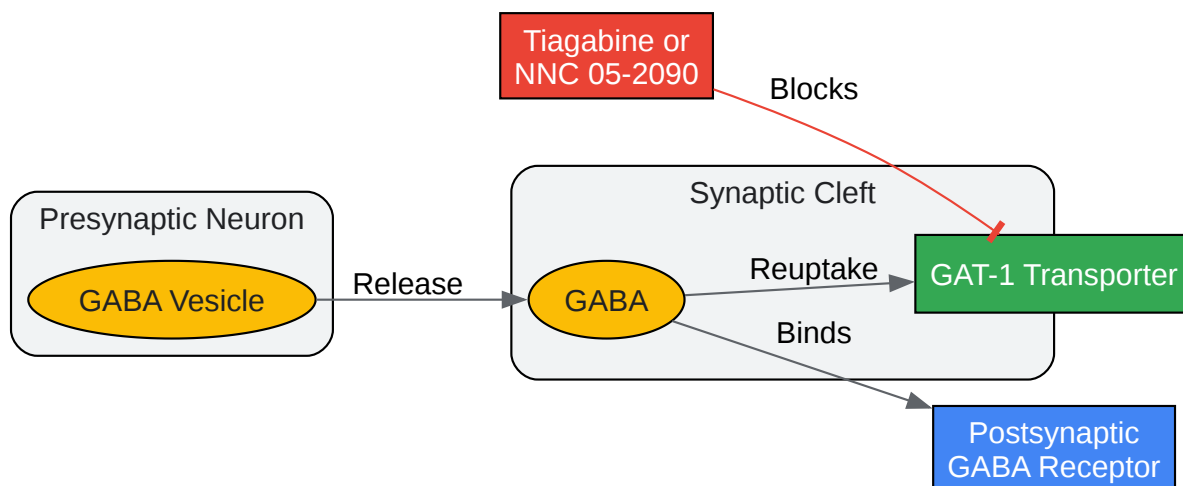 Tiagabine or
NNC 05-2090
Blocks
Synaptic Cleft
Presynaptic Neuron
GABA Vesicle
Release
GABA
Reuptake
GAT-1 Transporter
Binds
Postsynaptic
GABA Receptor